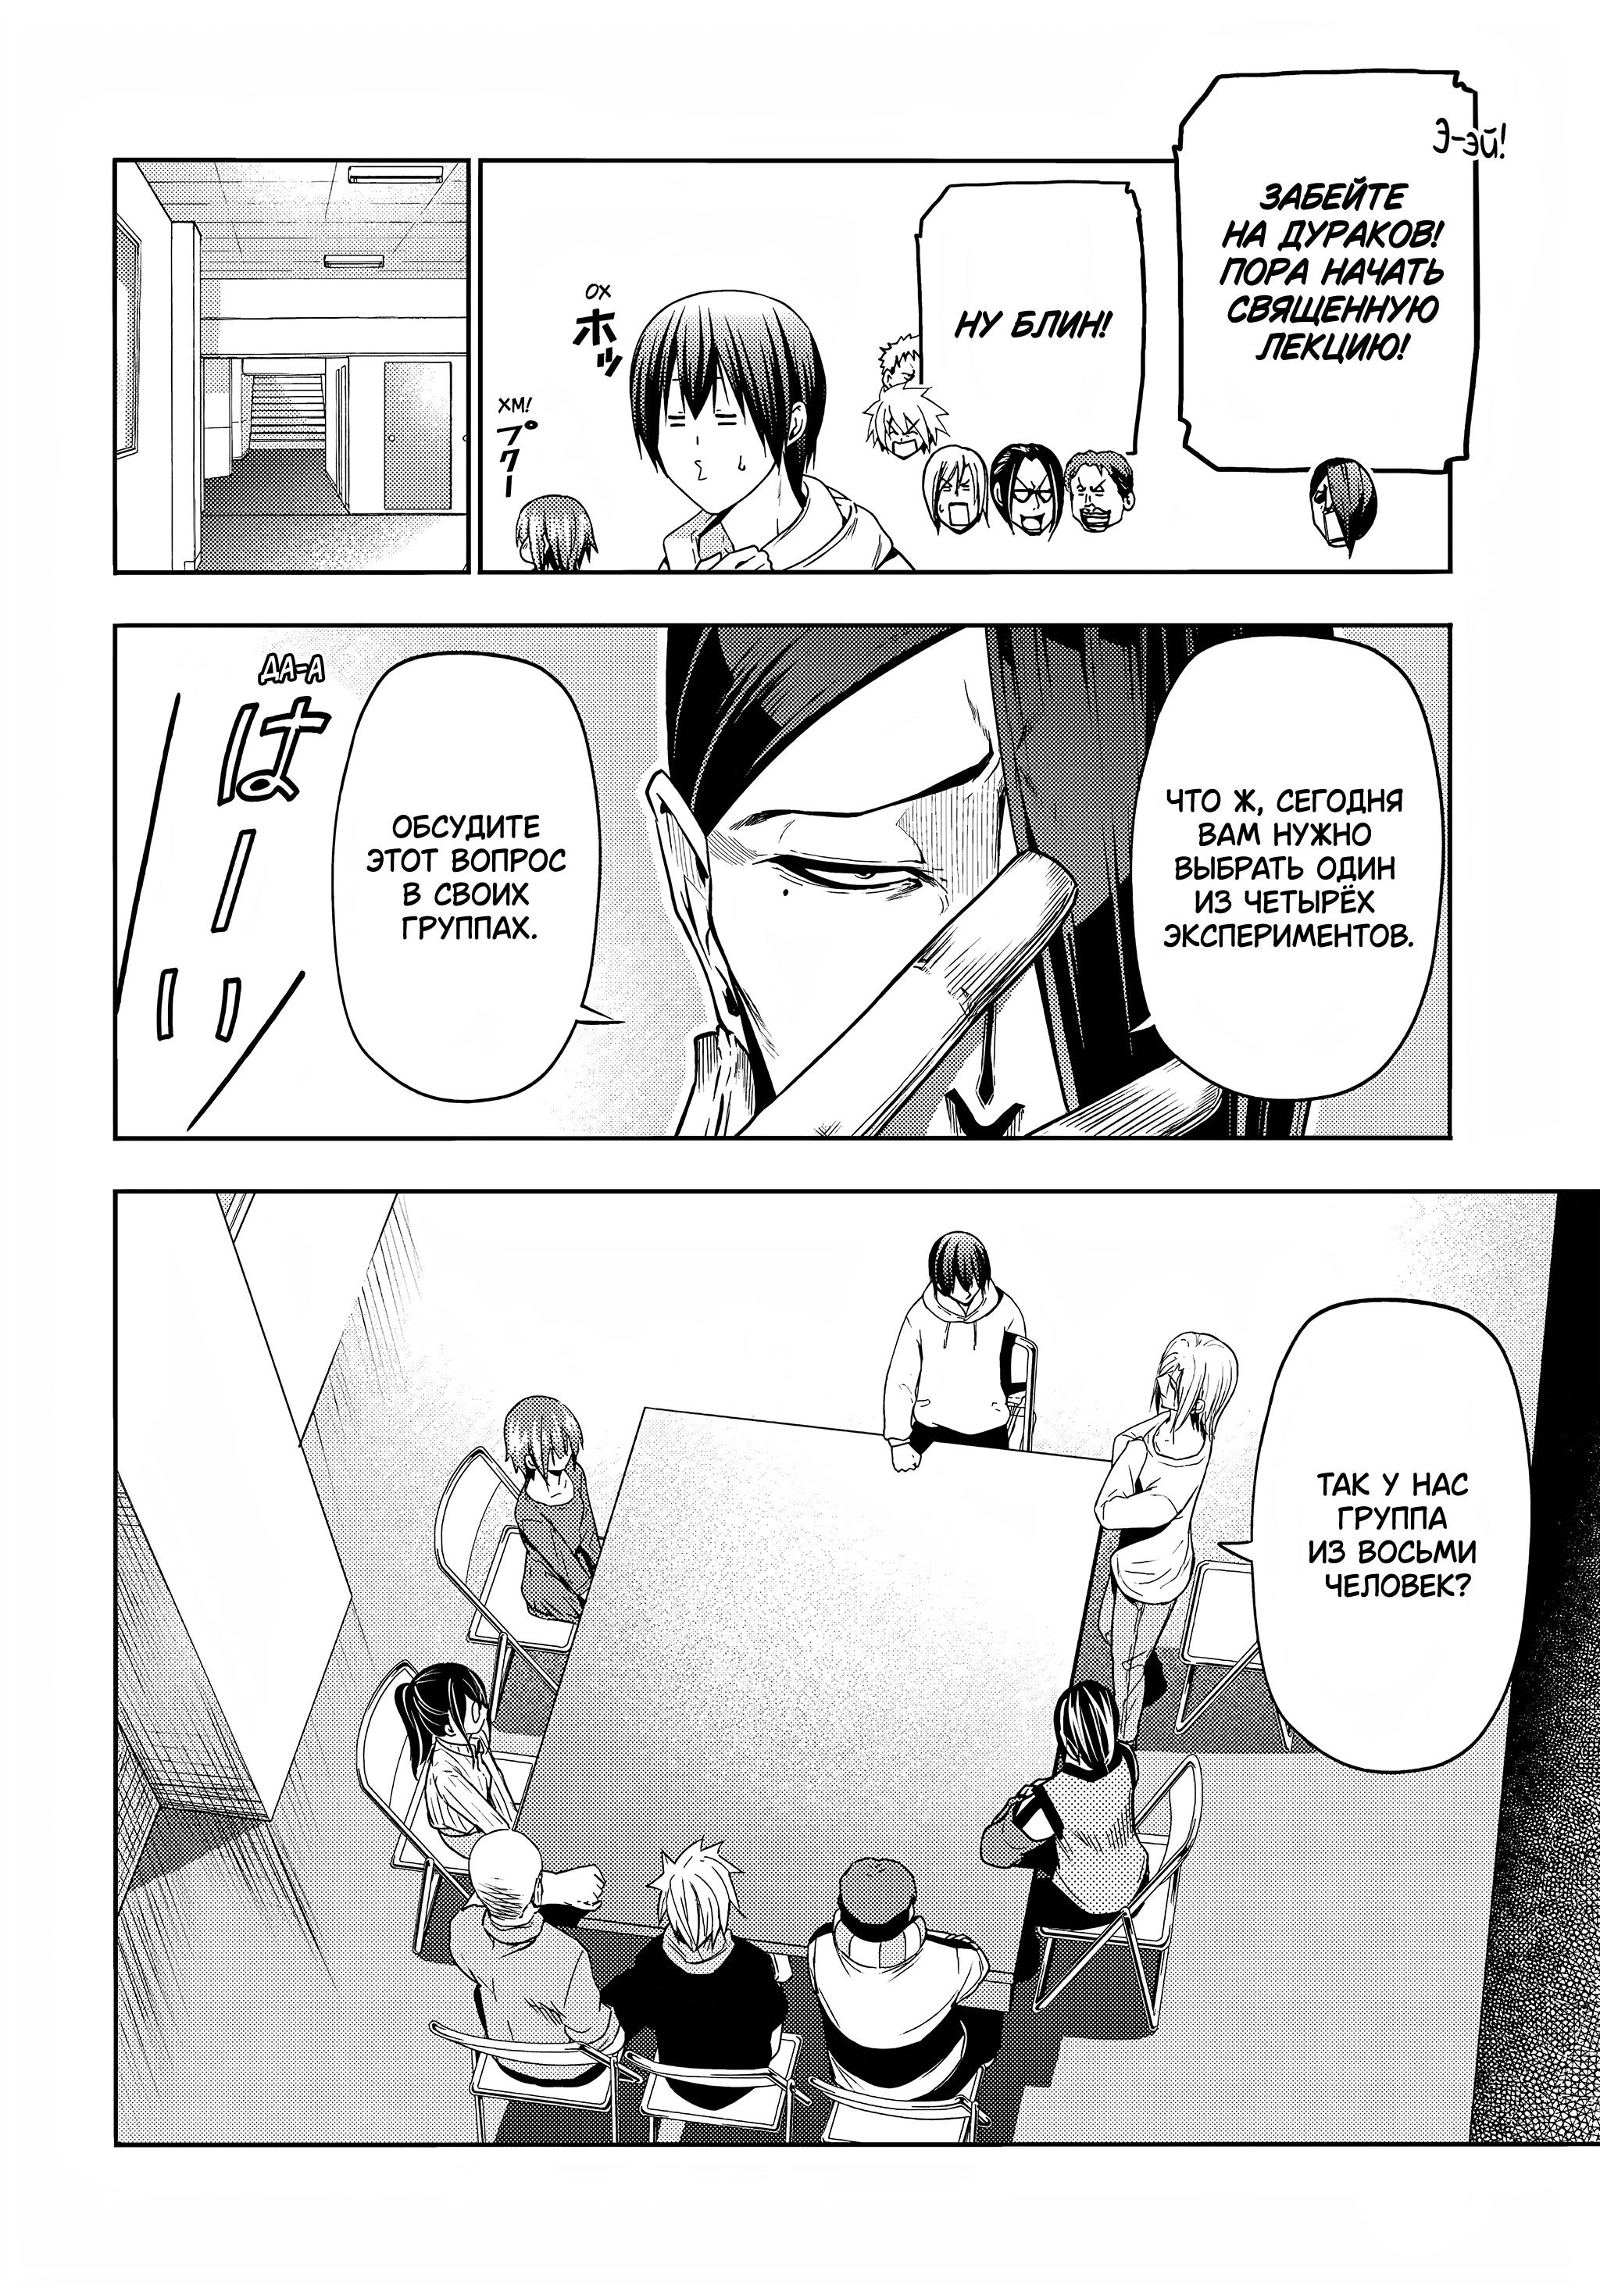 Э-ЭЙ!
ЗАБЕЙТЕ
НА ДУРАКОВ!
ПОРА НАЧАТЬ
СВЯЩЕННУЮ
ЛЕКЦИЮ!
НУ БЛИН!
ОХ
ホッ
ХМ!
プクー
ЧТО Ж, СЕГОДНЯ
ВАМ НУЖНО
ВЫБРАТЬ ОДИН
ИЗ ЧЕТЫРЁХ
ЭКСПЕРИМЕНТОВ.
ОБСУДИТЕ
ЭТОТ ВОПРОС
В СВОИХ
ГРУППАХ.
ДА-А
はーい
ТАК У НАС
ГРУППА
ИЗ ВОСЬМИ
ЧЕЛОВЕК?